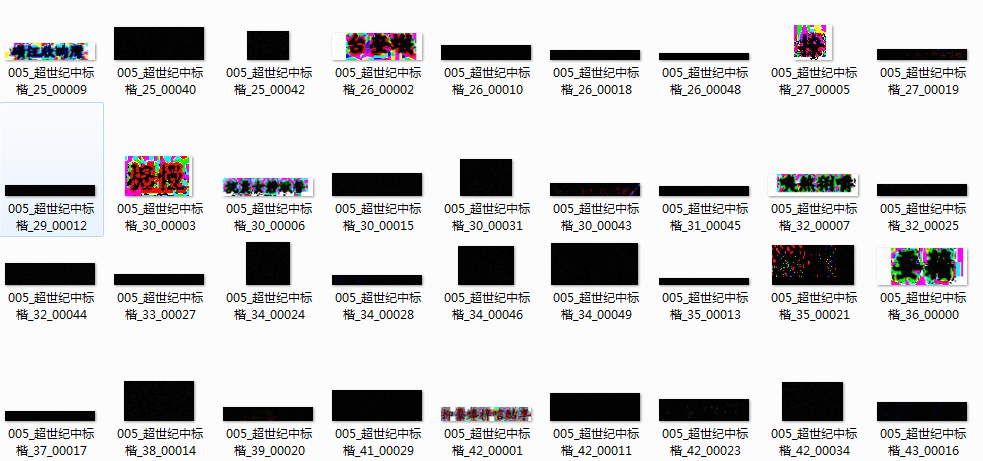 005_超世纪中标
楷_25_00009
005_超世纪中标
楷_25_00040
005_超世纪中标
楷_25_00042
005_超世纪中标
楷_26_00002
005_超世纪中标
楷_26_00010
005_超世纪中标
楷_26_00018
005_超世纪中标
楷_26_00048
005_超世纪中标
楷_27_00005
005_超世纪中标
楷_27_00019
005_超世纪中标
楷_29_00012
005_超世纪中标
楷_30_00003
005_超世纪中标
楷_30_00006
005_超世纪中标
楷_30_00015
005_超世纪中标
楷_30_00031
005_超世纪中标
楷_30_00043
005_超世纪中标
楷_31_00045
005_超世纪中标
楷_32_00007
005_超世纪中标
楷_32_00025
005_超世纪中标
楷_32_00044
005_超世纪中标
楷_33_00027
005_超世纪中标
楷_34_00024
005_超世纪中标
楷_34_00028
005_超世纪中标
楷_34_00046
005_超世纪中标
楷_34_00049
005_超世纪中标
楷_35_00013
005_超世纪中标
楷_35_00021
005_超世纪中标
楷_36_00000
005_超世纪中标
楷_37_00017
005_超世纪中标
楷_38_00014
005_超世纪中标
楷_39_00020
005_超世纪中标
楷_41_00029
005_超世纪中标
楷_42_00001
005_超世纪中标
楷_42_00011
005_超世纪中标
楷_42_00023
005_超世纪中标
楷_42_00034
005_超世纪中标
楷_43_00016